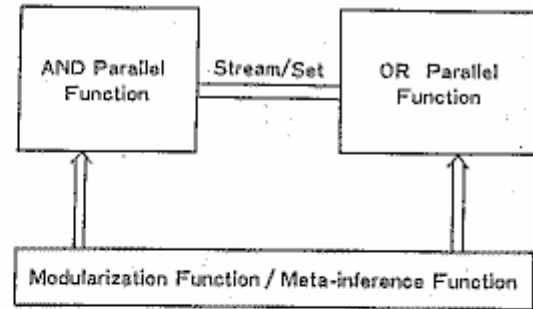 AND Parallel
Function
Stream/Set
OR Parallel
Function
Modularization Function / Meta-inference Function